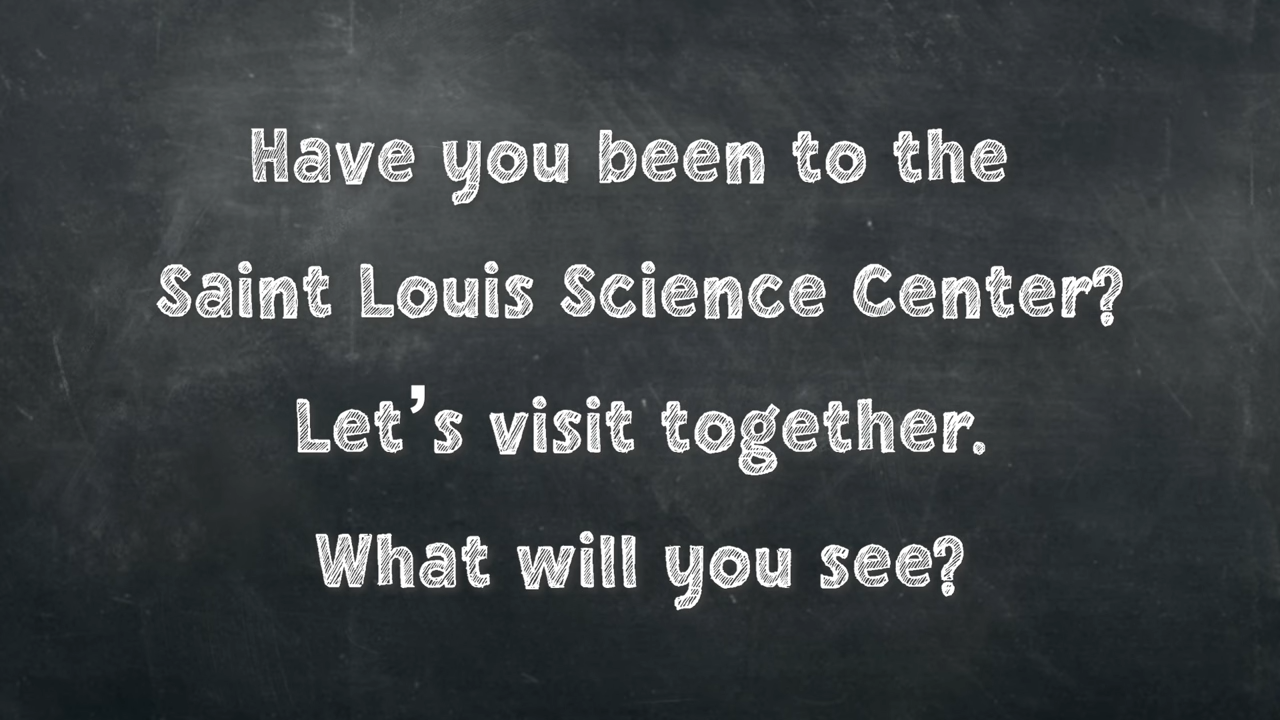 Have you been to the
Saint Louis Science Center?
Let’s visit together.
What will you see?